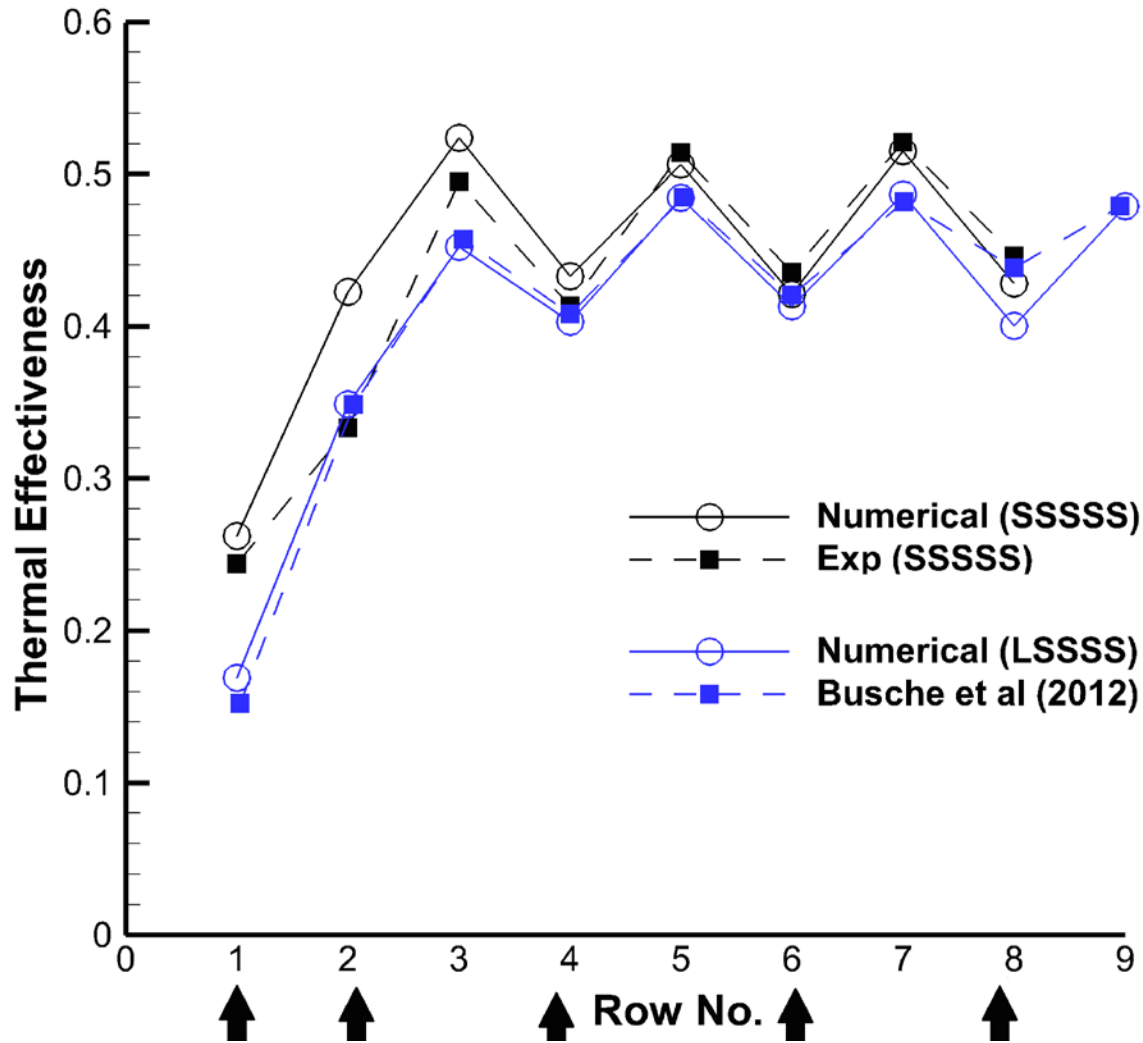 0.6
0.5
0.4
0.3
0.2
0.1
0
Thermal Effectiveness
Numerical (SSSSS)
Exp (SSSSS)
Numerical (LSSSS)
Busche et al (2012)
0 1 2 3 4 5 6 7 8 9
Row No.